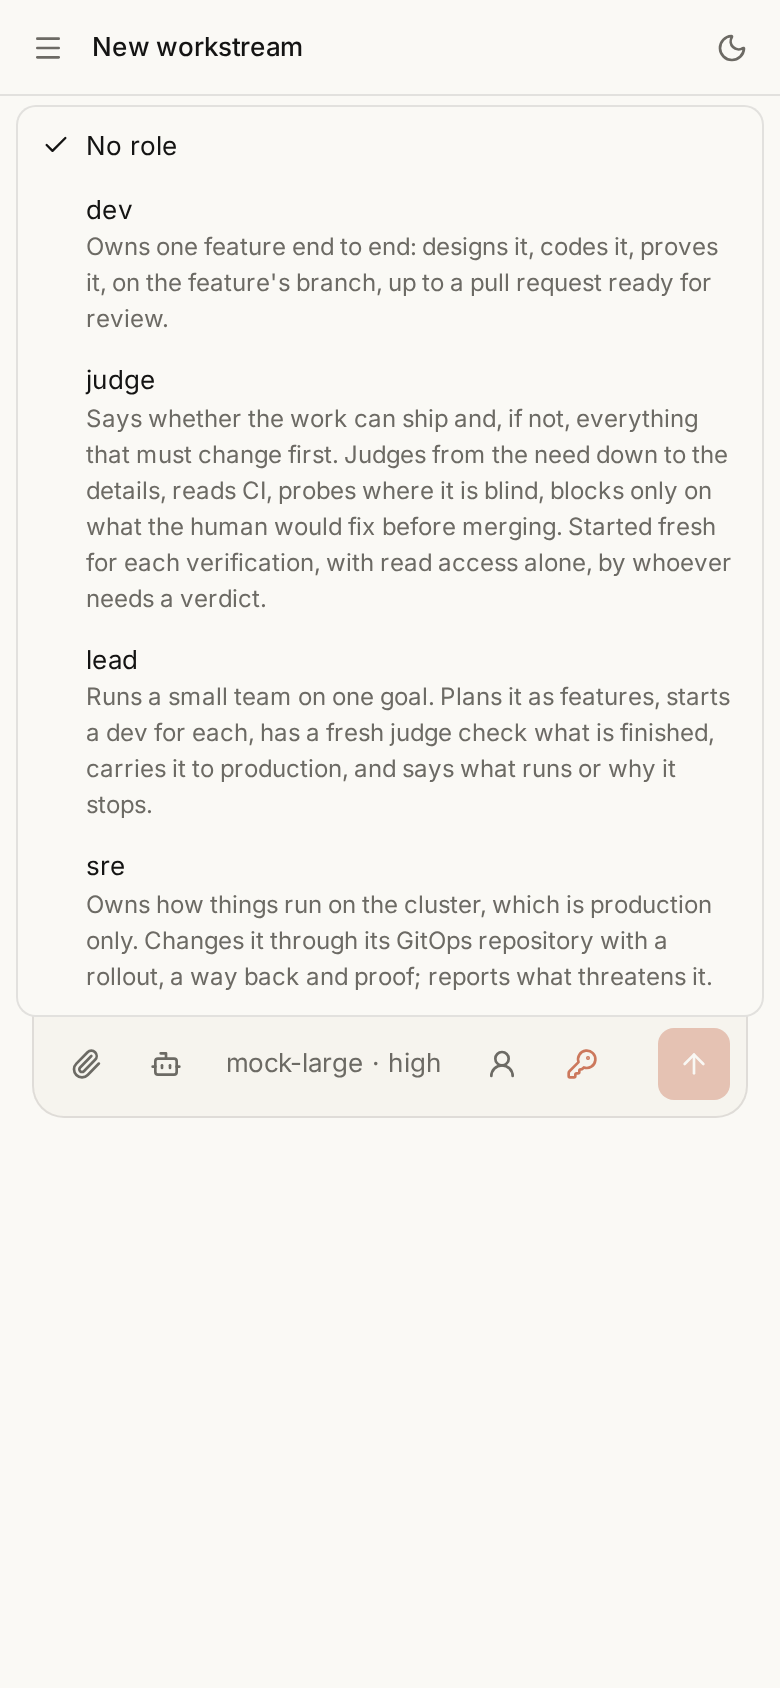 New workstream
No role
dev
Owns one feature end to end: designs it, codes it, proves
it, on the feature's branch, up to a pull request ready for
review.
judge
Says whether the work can ship and, if not, everything
that must change first. Judges from the need down to the
details, reads CI, probes where it is blind, blocks only on
what the human would fix before merging. Started fresh
for each verification, with read access alone, by whoever
needs a verdict.
lead
Runs a small team on one goal. Plans it as features, starts
a dev for each, has a fresh judge check what is finished,
carries it to production, and says what runs or why it
stops.
sre
Owns how things run on the cluster, which is production
only. Changes it through its GitOps repository with a
rollout, a way back and proof; reports what threatens it.
mock-large · high